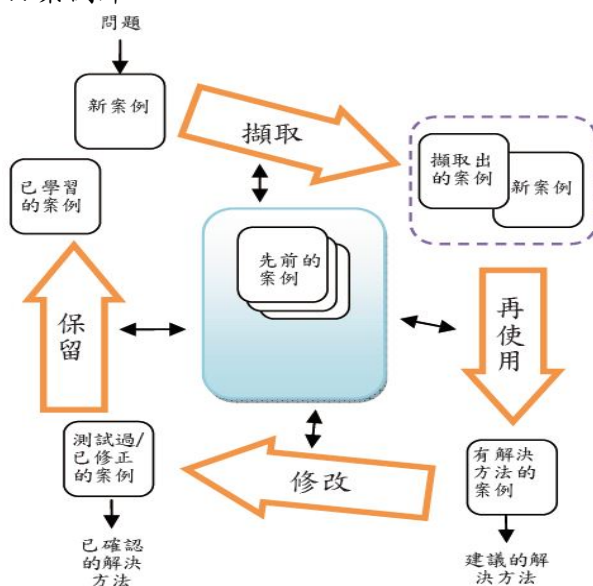 問題
新案例
擷取
擷取出
的案例
新案例
已學習
的案例
先前的
案例
保
留
再
使
用
測試過/
已修正
的案例
修改
有解決
方法的
案例
已確認
的解決
方法
建議的解
決方法